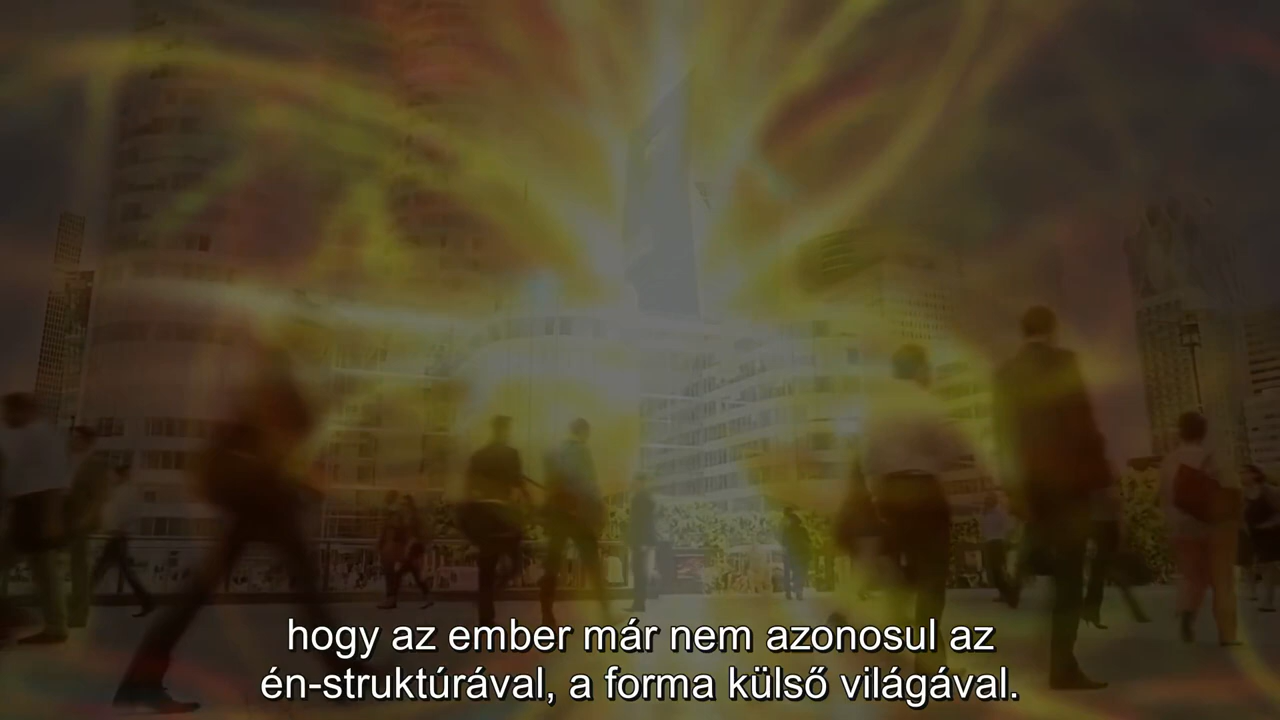 hogy az ember már nem azonosul az
én-struktúrával, a forma külső világával.